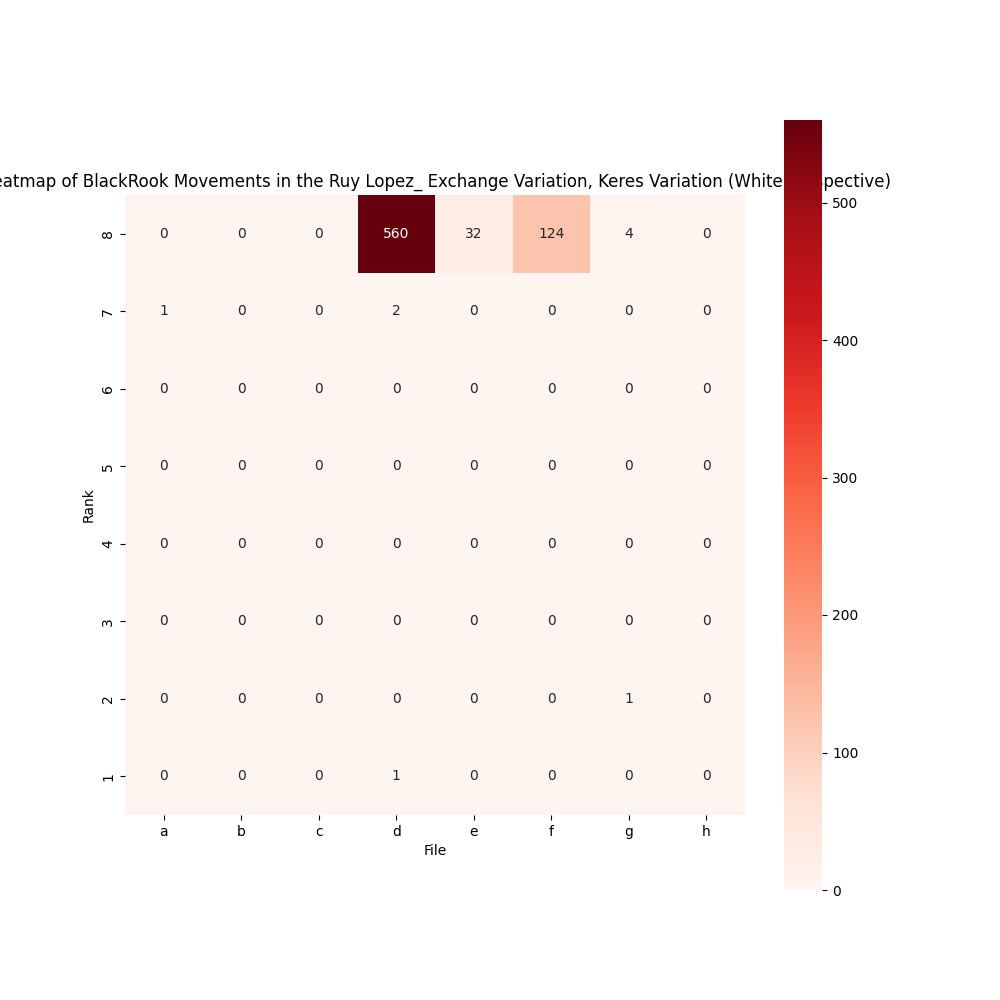 eatmap of BlackRook Movements in the Ruy Lopez_ Exchange Variation, Keres Variation (White spective)
8 0 0 0 560 32 124 4 0
7 1 0 0 2 0 0 0 0
6 0 0 0 0 0 0 0 0
5 0 0 0 0 0 0 0 0
4 0 0 0 0 0 0 0 0
3 0 0 0 0 0 0 0 0
2 0 0 0 0 0 0 1 0
1 0 0 0 1 0 0 0 0
a b c d e f g h
File
Rank
500
400
300
200
100
0